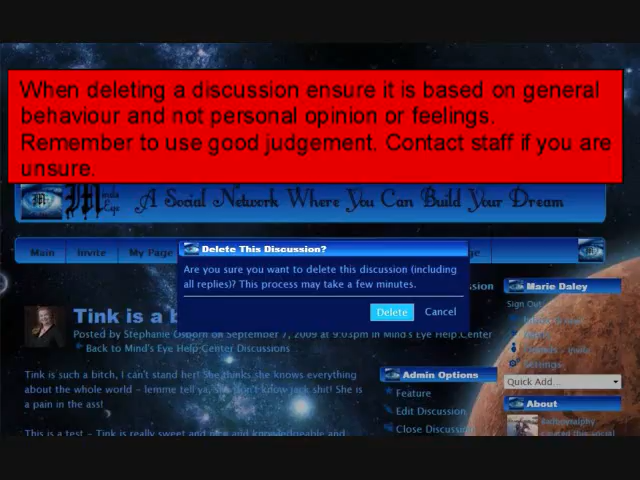 When deleting a discussion ensure it is based on general
behaviour and not personal opinion or feelings.
Remember to use good judgement. Contact staff if you are
unsure.
A Social Network Where You Can Build Your Dream
Main Invite My Page
Delete This Discussion?
Are you sure you want to delete this discussion (including
all replies)? This process may take a few minutes.
Delete Cancel
Marie Daley
Sign Out
Tink is a b
Posted by Stephanie Osborn on September 7, 2009 at 9:03pm in Mind's Eye Help Center
Back to Mind's Eye Help Center Discussions
Settings
Quick Add...
Tink is such a bitch, I can't stand her! She thinks she knows everything
about the whole world - lemme tell ya, she don't know jack shit! She is
a pain in the ass!
Admin Options
Feature
Edit Discussion
Close Discussion
About
This is a test - Tink is really sweet and nice and knowledgeable and